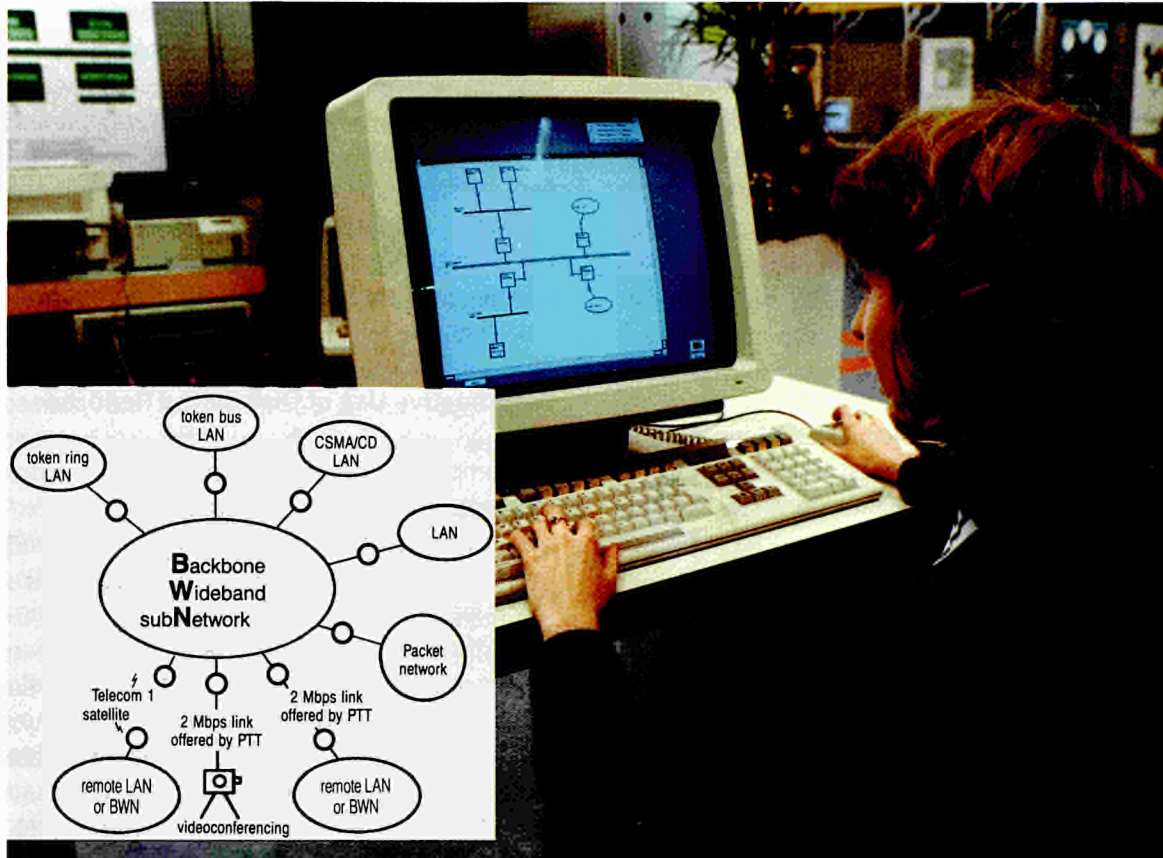 token bus
LAN
CSMA/CD
LAN
token ring
LAN
LAN
Backbone
Wideband
subNetwork
Packet
network
Telecom 1
satellite
2 Mbps link
offered by PTT
2 Mbps link
offered by PTT
remote LAN
or BWN
remote LAN
or BWN
videoconferencing